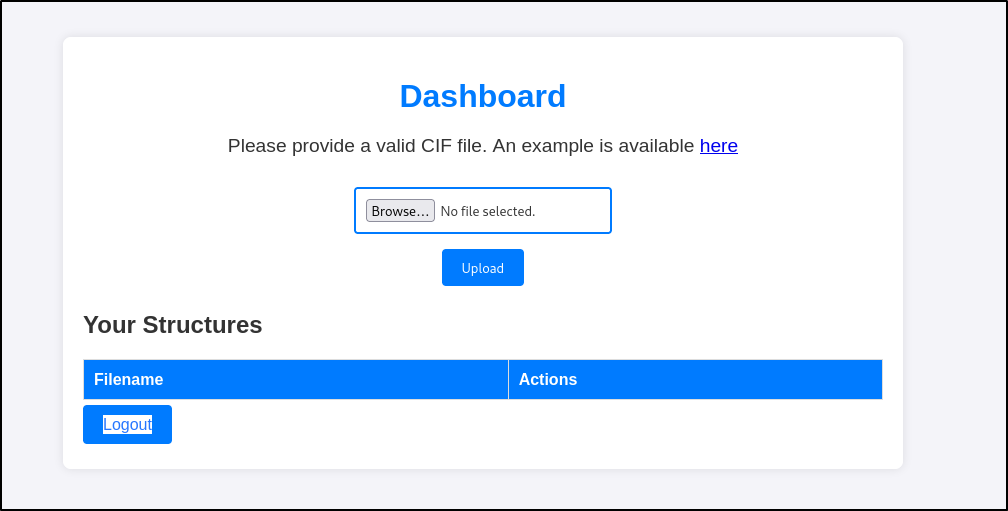 Dashboard
Please provide a valid CIF file. An example is available here
Browse... No file selected.
Upload
Your Structures
Filename Actions
Logout